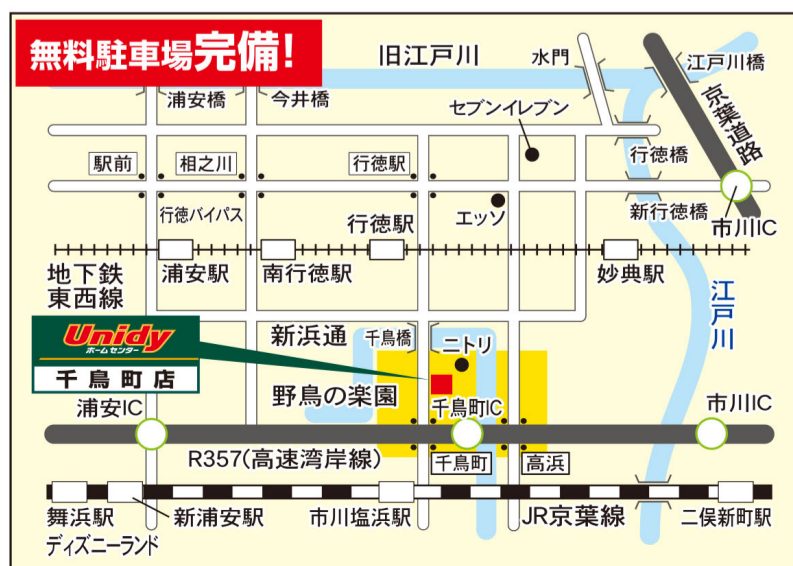 無料駐車場完備!
旧江戸川
水門
江戸川橋
浦安橋
今井橋
セブンイレブン
京葉道路
行徳橋
駅前
相之川
行徳駅
行徳バイパス
エッソ
新行徳橋
市川IC
行徳駅
地下鉄
東西線
浦安駅
南行徳駅
妙典駅
江戸川
Unidy
ホームセンター
千鳥町店
新浜通
千鳥橋
ニトリ
野鳥の楽園
浦安IC
千鳥町IC
市川IC
R357(高速湾岸線)
千鳥町
高浜
舞浜駅
新浦安駅
市川塩浜駅
JR京葉線
二俣新町駅
ディズニーランド